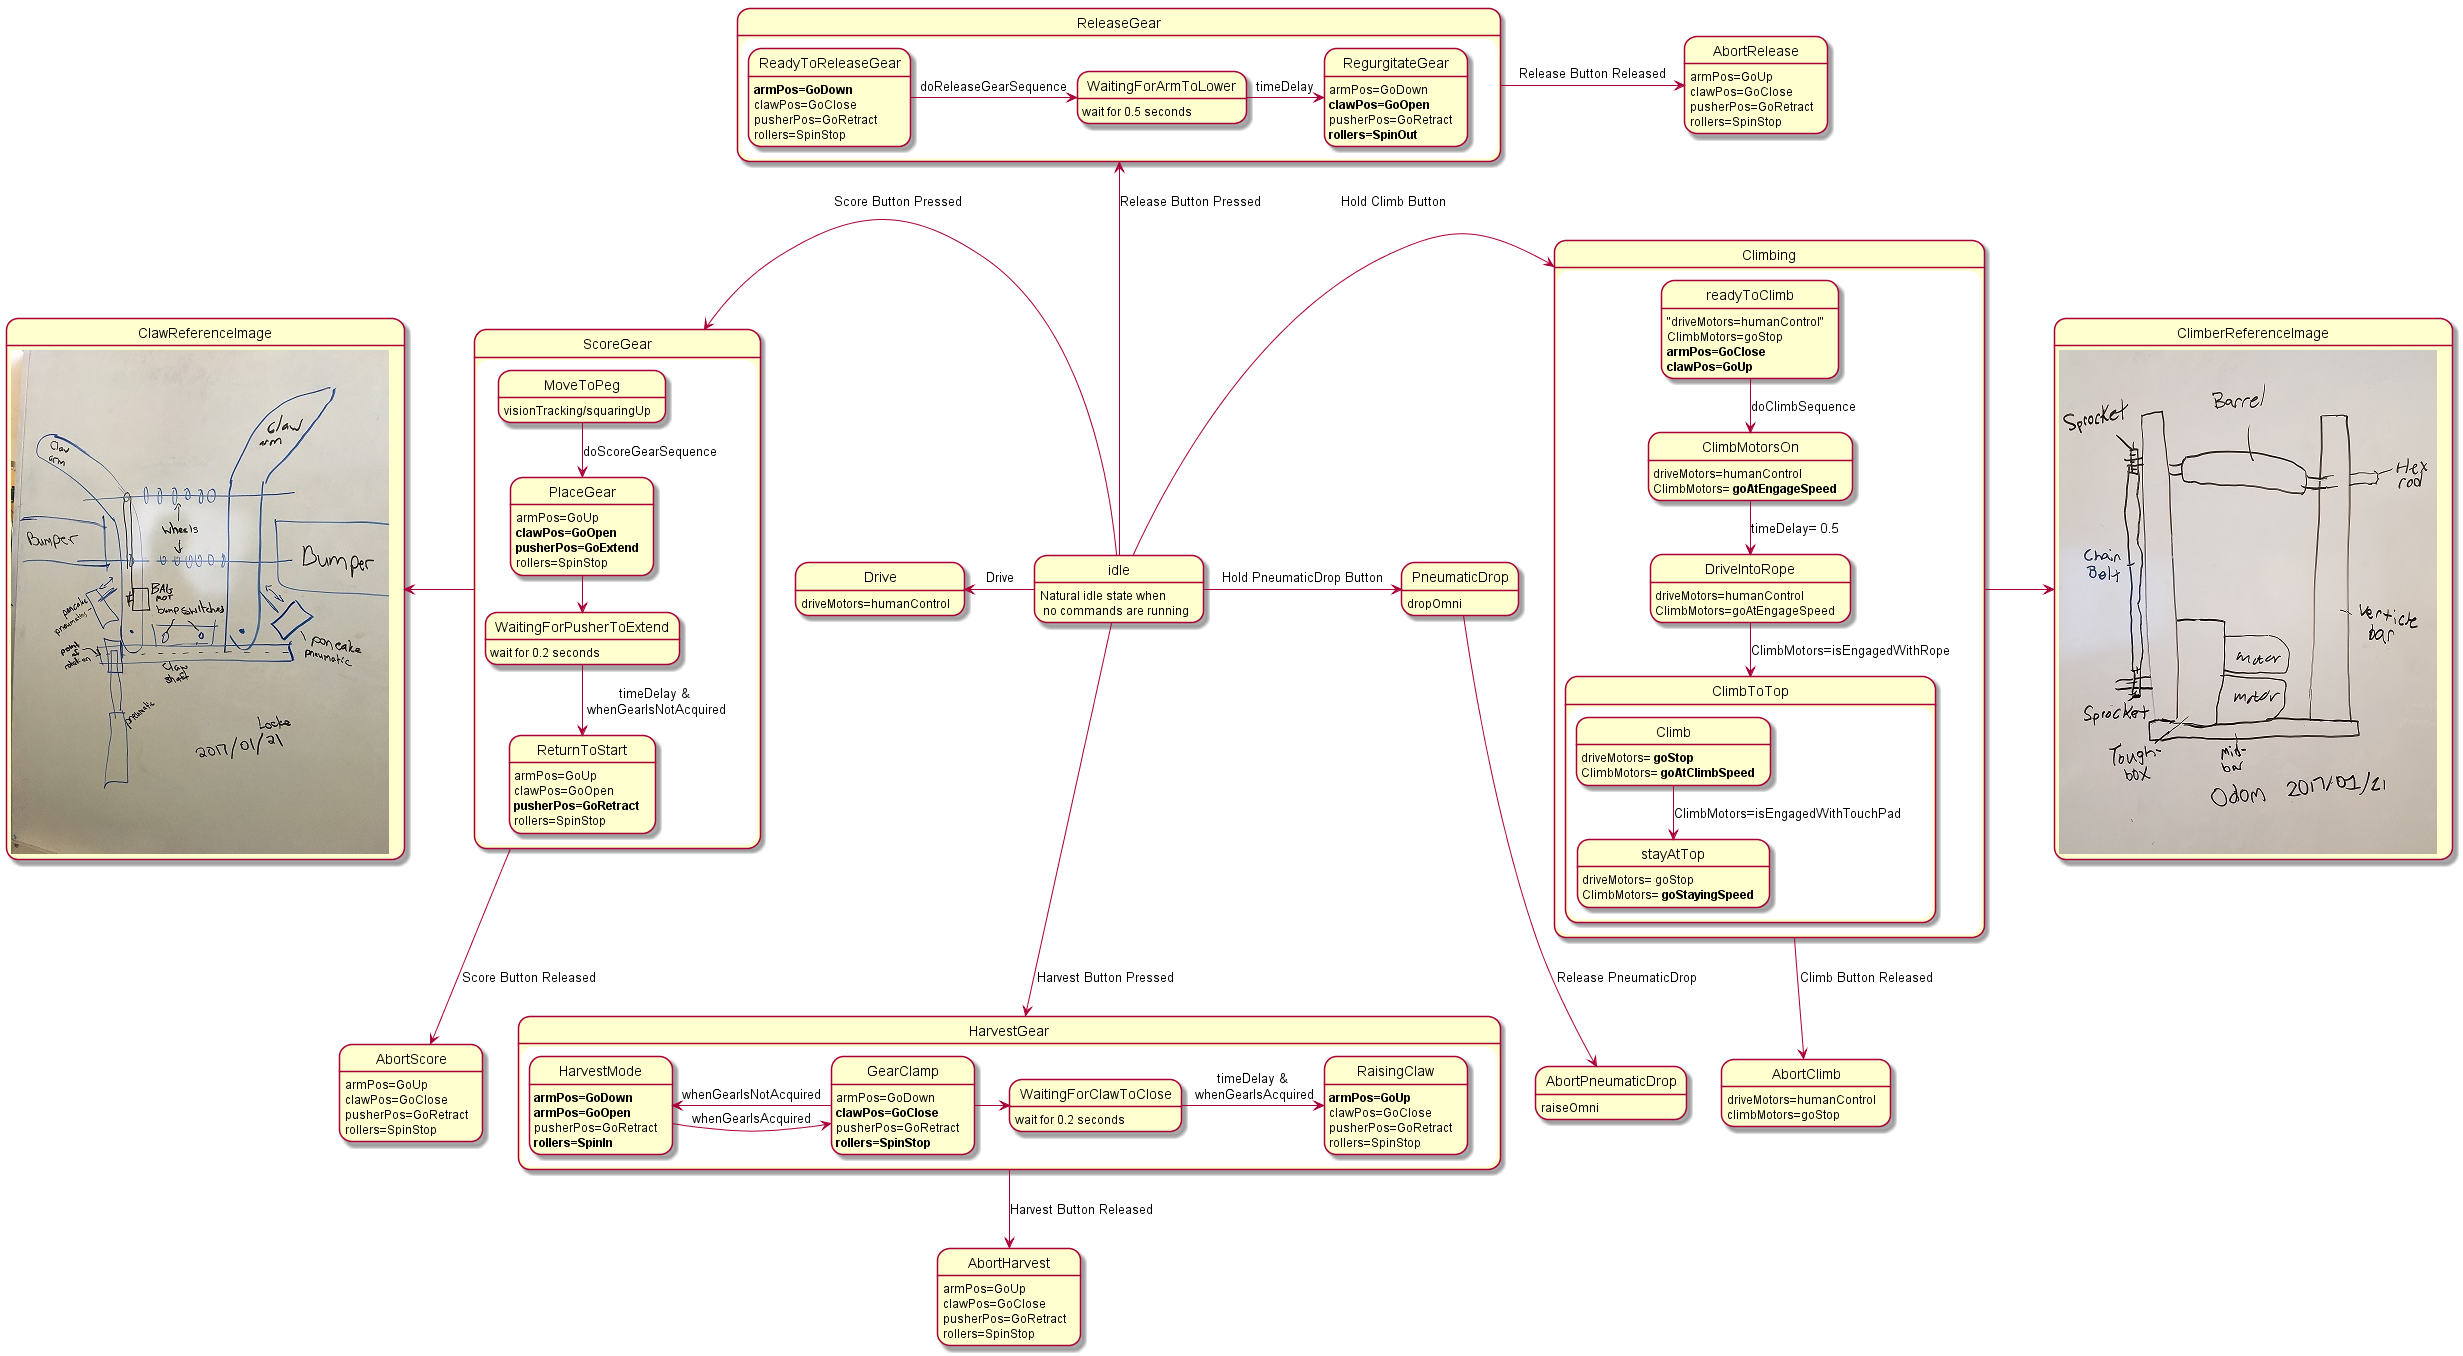 ReleaseGear
ReadyToReleaseGear
armPos=GoDown
clawPos=GoClose
pusherPos=GoRetract
rollers=SpinStop
doReleaseGearSequence
WaitingForArmToLower
wait for 0.5 seconds
timeDelay
RegurgitateGear
armPos=GoDown
clawPos=GoOpen
pusherPos=GoRetract
rollers=SpinOut
Release Button Released
AbortRelease
armPos=GoUp
clawPos=GoClose
pusherPos=GoRetract
rollers=SpinStop
Score Button Pressed
Release Button Pressed
Hold Climb Button
ClawReferenceImage
Claw
arm
Claw
arm
Wheels
Bumper
Bumper
BAG
MOT
bumpswitches
pancake
pneumatic
pancake
pneumatic
point
of
rotation
Claw
shaft
pneumatic
Locke
2017/01/21
ScoreGear
MoveToPeg
visionTracking/squaringUp
doScoreGearSequence
PlaceGear
armPos=GoUp
clawPos=GoOpen
pusherPos=GoExtend
rollers=SpinStop
WaitingForPusherToExtend
wait for 0.2 seconds
timeDelay &
whenGearIsNotAcquired
ReturnToStart
armPos=GoUp
clawPos=GoOpen
pusherPos=GoRetract
rollers=SpinStop
Drive
driveMotors=humanControl
Drive
idle
Natural idle state when
no commands are running
Hold PneumaticDrop Button
PneumaticDrop
dropOmni
Climbing
readyToClimb
"driveMotors=humanControl"
ClimbMotors=goStop
armPos=GoClose
clawPos=GoUp
doClimbSequence
ClimbMotorsOn
driveMotors=humanControl
ClimbMotors= goAtEngageSpeed
timeDelay= 0.5
DriveIntoRope
driveMotors=humanControl
ClimbMotors=goAtEngageSpeed
ClimbMotors=isEngagedWithRope
ClimbToTop
Climb
driveMotors= goStop
ClimbMotors= goAtClimbSpeed
ClimbMotors=isEngagedWithTouchPad
stayAtTop
driveMotors= goStop
ClimbMotors= goStayingSpeed
ClimberReferenceImage
Sprocket
Barrel
Hex
rod
Chain
Bolt
Verticle
bar
motor
motor
Sprocket
Tough-
box
mid-
bar
Odom 2017/01/21
Score Button Released
Harvest Button Pressed
Release PneumaticDrop
Climb Button Released
AbortScore
armPos=GoUp
clawPos=GoClose
pusherPos=GoRetract
rollers=SpinStop
HarvestGear
HarvestMode
armPos=GoDown
armPos=GoOpen
pusherPos=GoRetract
rollers=SpinIn
whenGearIsNotAcquired
whenGearIsAcquired
GearClamp
armPos=GoDown
clawPos=GoClose
pusherPos=GoRetract
rollers=SpinStop
WaitingForClawToClose
wait for 0.2 seconds
timeDelay &
whenGearIsAcquired
RaisingClaw
armPos=GoUp
clawPos=GoClose
pusherPos=GoRetract
rollers=SpinStop
AbortPneumaticDrop
raiseOmni
AbortClimb
driveMotors=humanControl
climbMotors=goStop
Harvest Button Released
AbortHarvest
armPos=GoUp
clawPos=GoClose
pusherPos=GoRetract
rollers=SpinStop